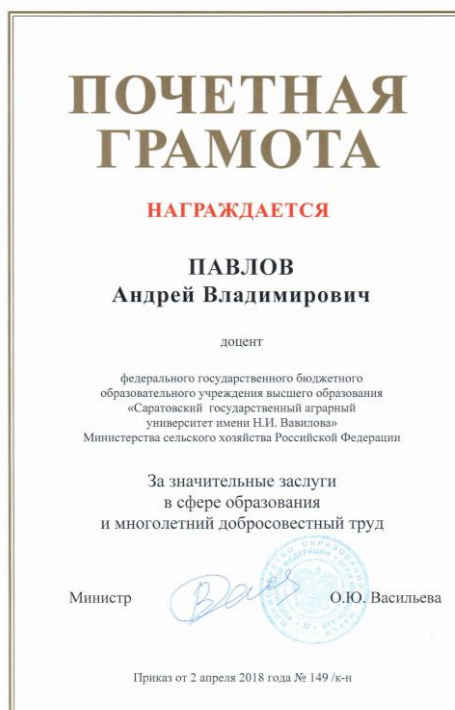 ПОЧЕТНАЯ
ГРАМОТА
НАГРАЖДАЕТСЯ
ПАВЛОВ
Андрей Владимирович
доцент
федерального государственного бюджетного
образовательного учреждения высшего образования
«Саратовский государственный аграрный
университет имени Н.И. Вавилова»
Министерства сельского хозяйства Российской Федерации
За значительные заслуги
в сфере образования
и многолетний добросовестный труд
Министр
О.Ю. Васильева
Приказ от 2 апреля 2018 года № 149 /к-н